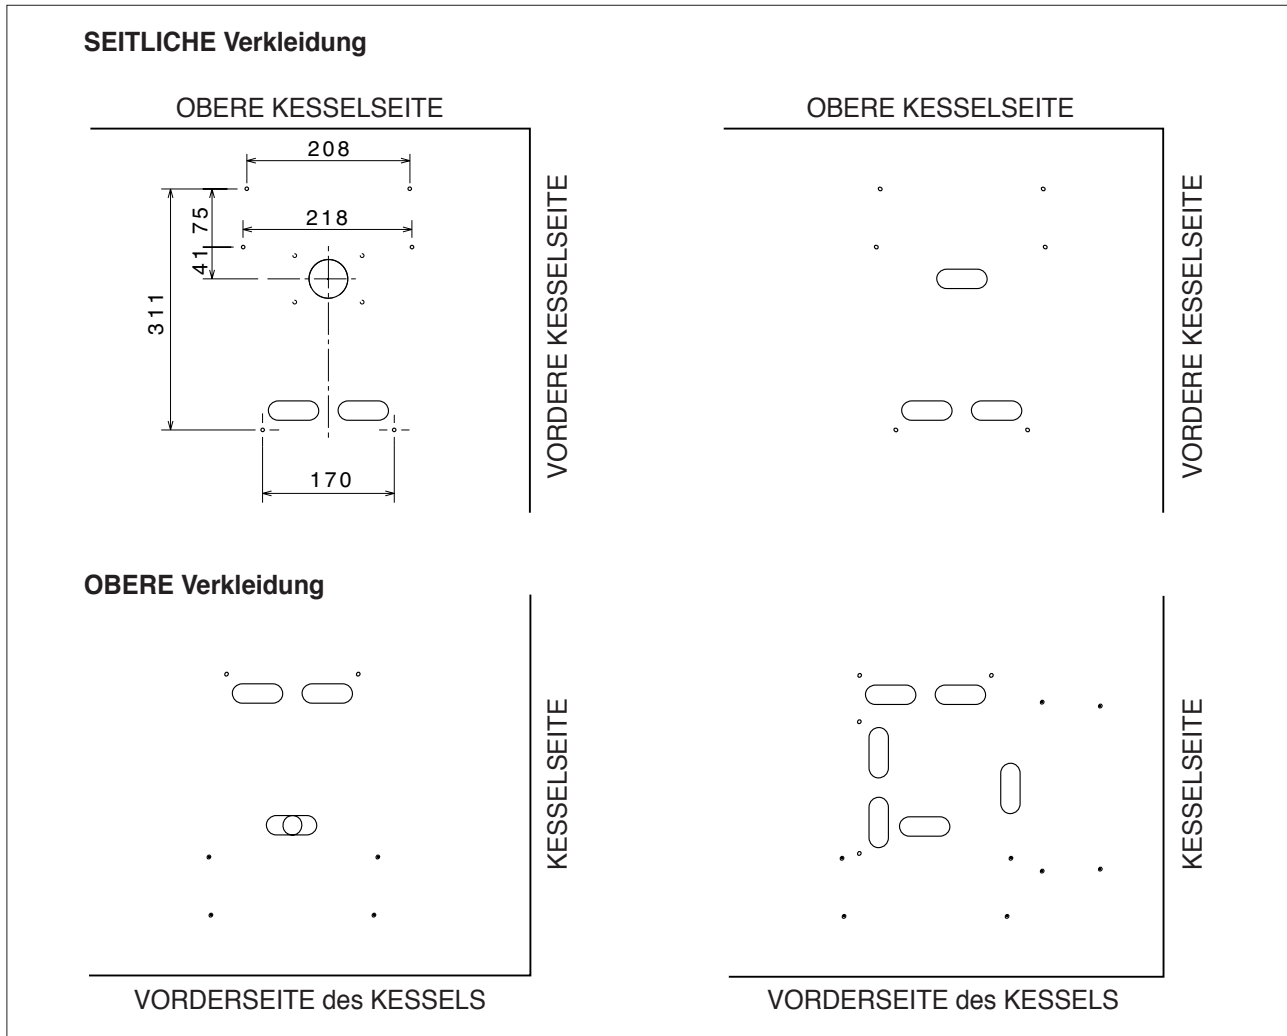 SEITLICHE Verkleidung
OBERE KESSELSEITE
208
75
218
41
311
170
VORDERE KESSELSEITE
OBERE KESSELSEITE
VORDERE KESSELSEITE
OBERE Verkleidung
KESSELSEITE
VORDERSEITE des KESSELS
KESSELSEITE
VORDERSEITE des KESSELS